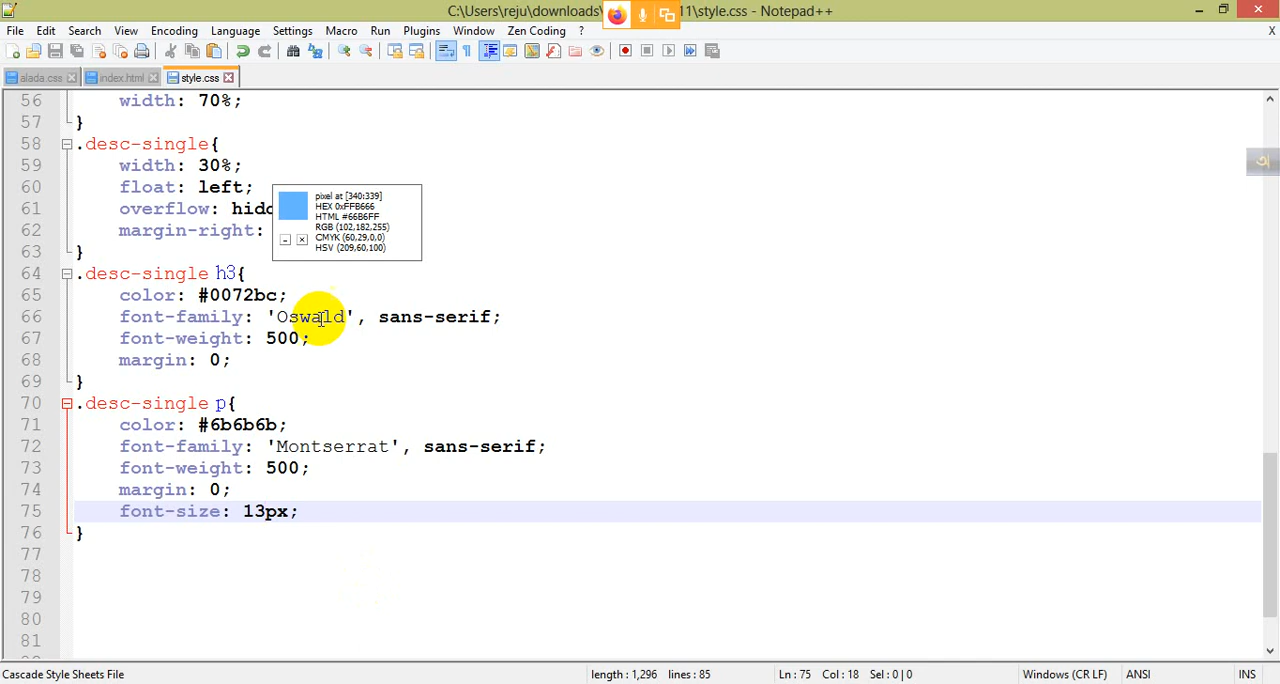 C:\Users\reju\downloads\ 11\style.css - Notepad++
File Edit Search View Encoding Language Settings Macro Run Plugins Window Zen Coding ? X
alada.css index.html style.css
56 width: 70%;
57 }
58 .desc-single{
59 width: 30%;
60 float: left;
61 overflow: hidd
62 margin-right:
63 }
pixel at [340:339]
HEX 0xFFB666
HTML #66B6FF
RGB (102,182,255)
CMYK (60,29,0,0)
HSV (209,60,100)
অ
64 .desc-single h3{
65 color: #0072bc;
66 font-family: 'Oswald', sans-serif;
67 font-weight: 500;
68 margin: 0;
69 }
70 .desc-single p{
71 color: #6b6b6b;
72 font-family: 'Montserrat', sans-serif;
73 font-weight: 500;
74 margin: 0;
75 font-size: 13px;
76 }
77
78
79
80
81
Cascade Style Sheets File length : 1,296 lines : 85 Ln : 75 Col : 18 Sel : 0 | 0 Windows (CR LF) ANSI INS